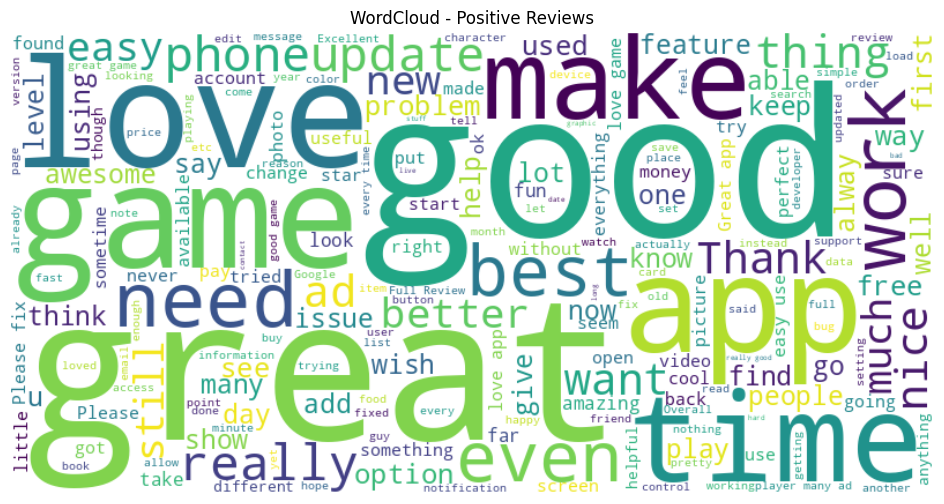 WordCloud - Positive Reviews
found
edit
message
Excellent
character
used
feature
thing
review
version
great game
looking
easy
phone
update
new
made
make
love game
able
simple
load
first
level
using
though
playing
account
year
color
come
problem
keep
search
order
updated
page
love
price
photo
useful
tell
ok
try
way
awesome
say
etc
reason
change
star
every time
put
stuff
live
help
graphic
good
lot
fun
everything
save
place
money
one
set
Great app
perfect
developer
alway
work
bad
sure
already
note
sometime
available
good game
start
right
let
date
game
look
contact
month
without
watch
know
actually
Thank
instead
support
data
well
fast
never
pay
tried
Google
Full Review
best
now
card
old
said
full
free
think
need
ad
item
button
better
seem
fix
picture
app
easy use
bug
much
nice
Please fix
issue
user
list
long
open
video
find
go
setting
loved
enough
information
buy
trying
wish
love app
give
want
cool
really good
read
u
email
access
see
many
food
every
happy
amazing
back
people
going
little
Please
still
point
done
day
add
fixed
great
friend
Overall
hard
anything
got
minute
show
guy
something
far
helpful
nothing
play
use
getting
book
take
allow
yet
really
option
even
time
pretty
different
hope
notification
screen
control
working
player
many ad
another
device
feel